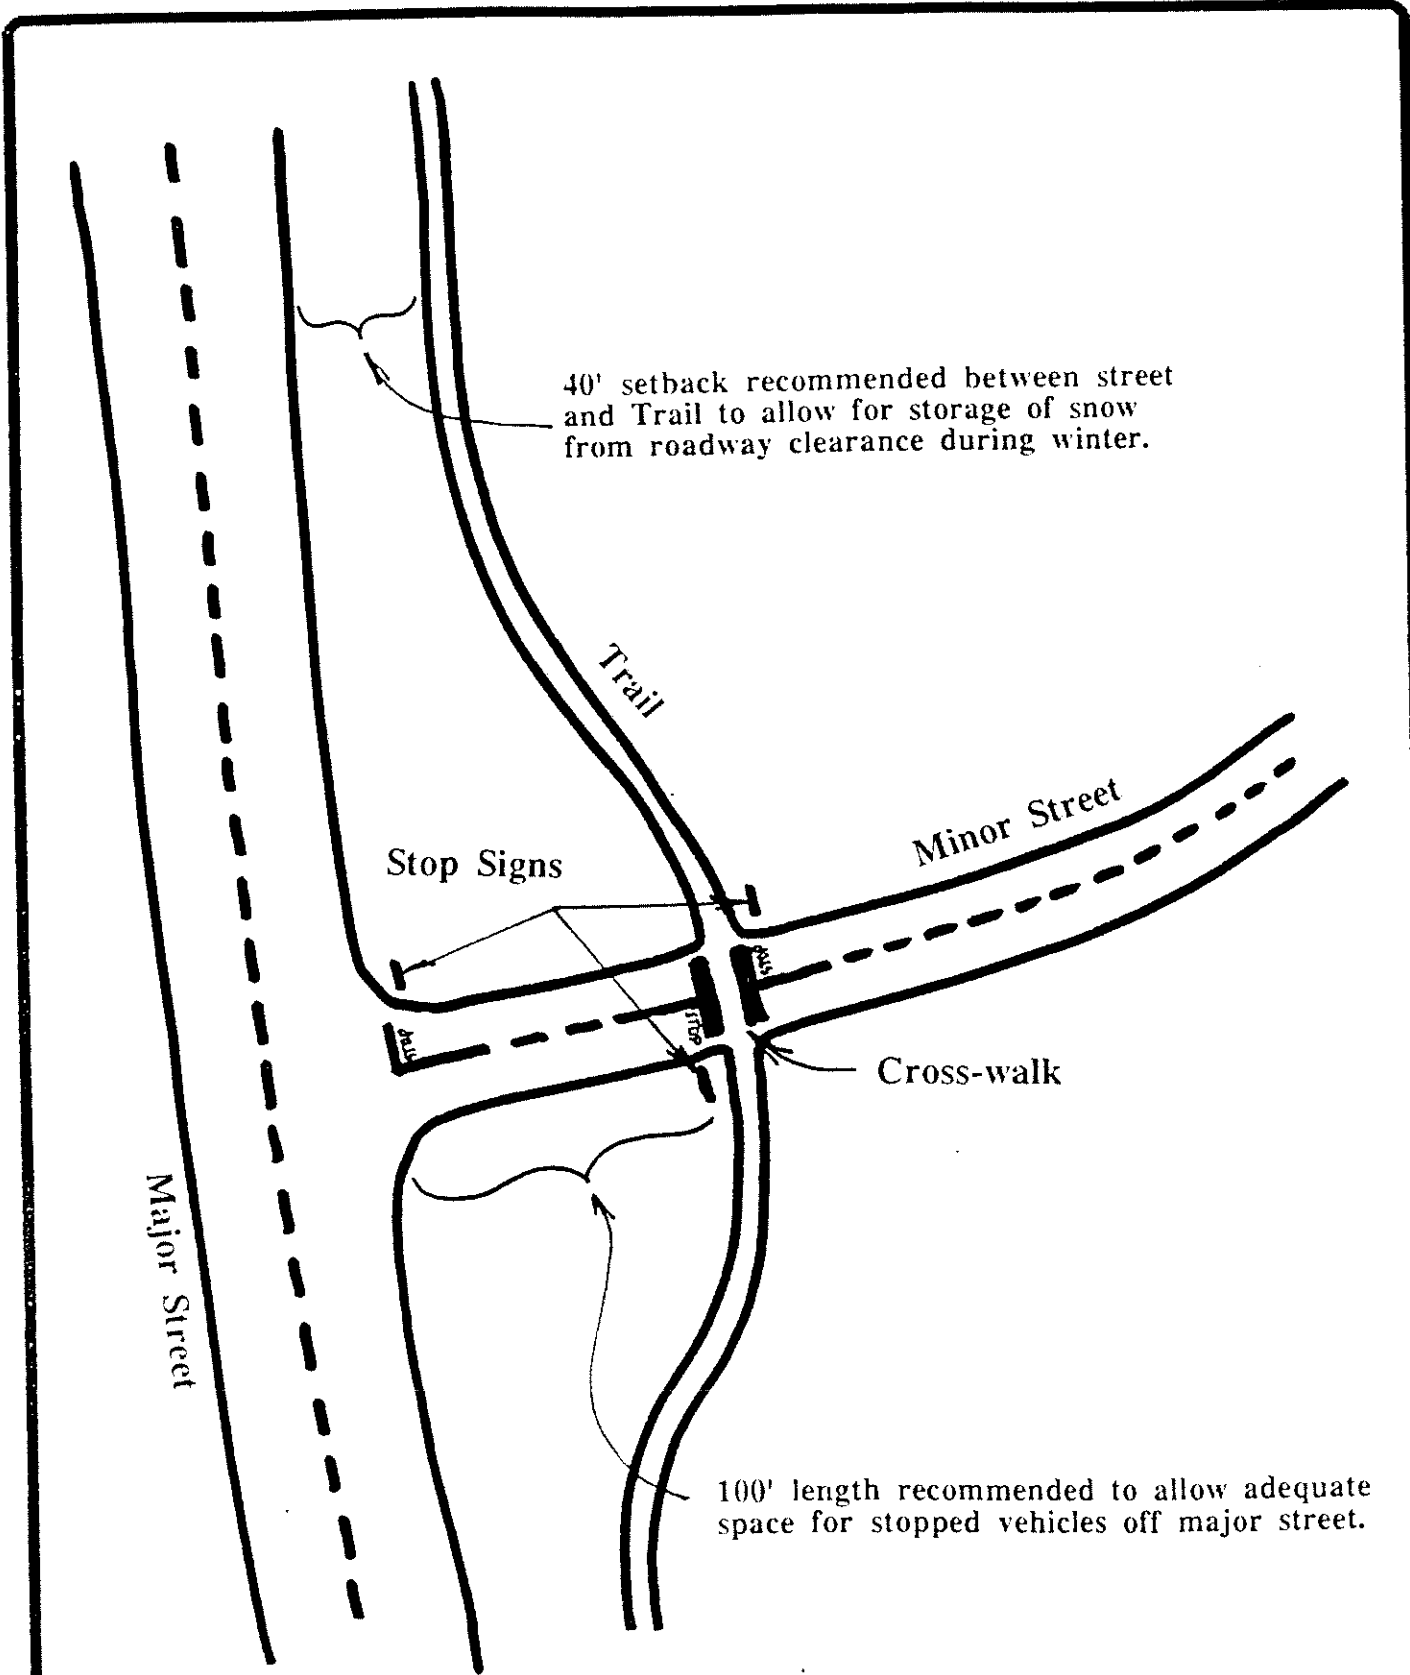 40' setback recommended between street
and Trail to allow for storage of snow
from roadway clearance during winter.
Trail
Minor Street
Stop Signs
STOP
STOP
STOP
Cross-walk
Major Street
100' length recommended to allow adequate
space for stopped vehicles off major street.